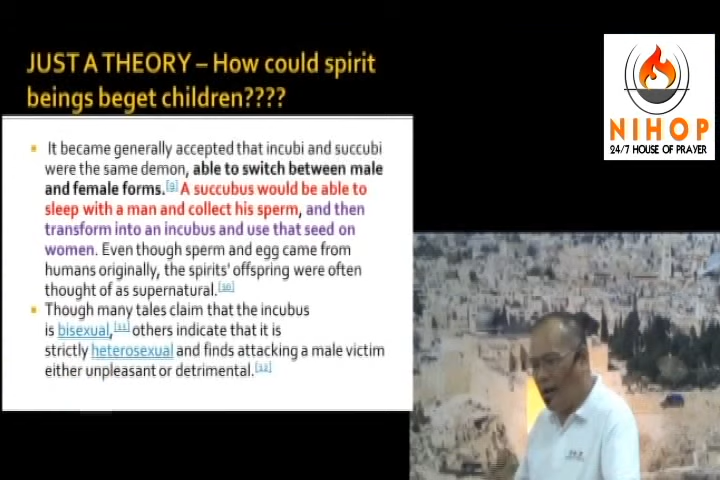 JUST A THEORY – How could spirit
beings beget children????
NIHOP
24/7 HOUSE OF PRAYER
It became generally accepted that incubi and succubi
were the same demon, able to switch between male
and female forms.[9] A succubus would be able to
sleep with a man and collect his sperm, and then
transform into an incubus and use that seed on
women. Even though sperm and egg came from
humans originally, the spirits' offspring were often
thought of as supernatural.[10]
Though many tales claim that the incubus
is bisexual,[11] others indicate that it is
strictly heterosexual and finds attacking a male victim
either unpleasant or detrimental.[12]